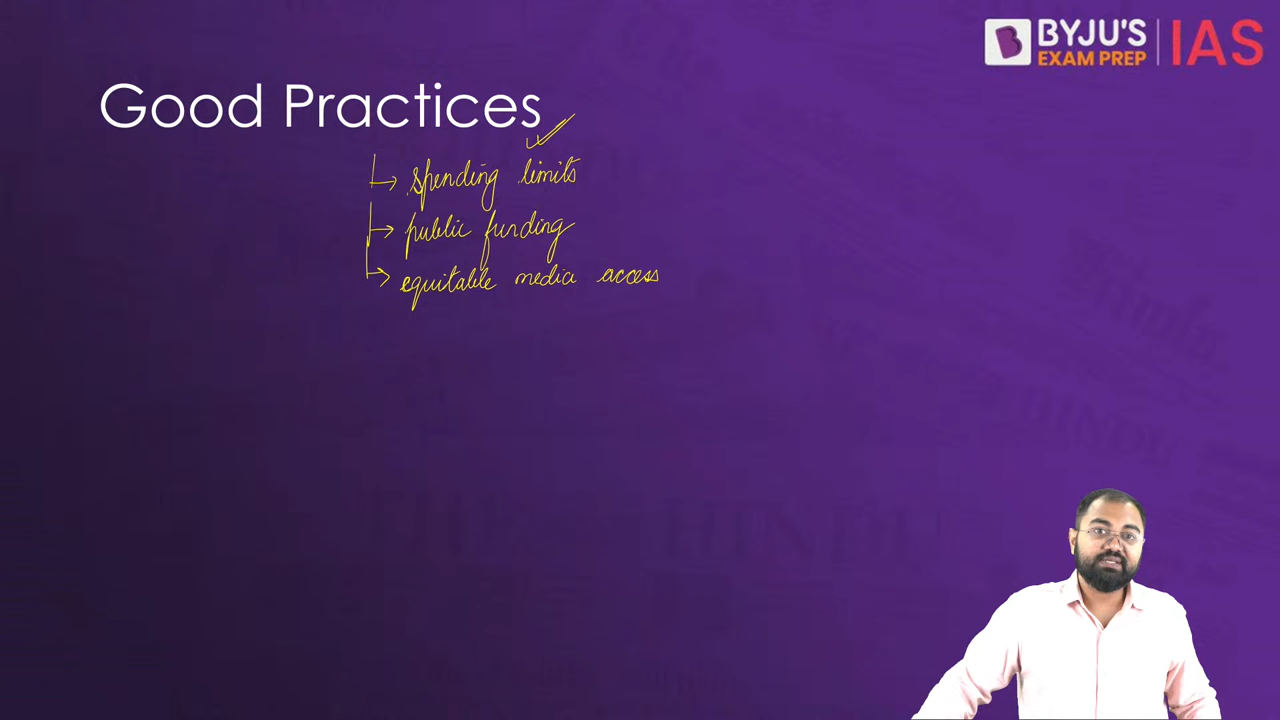 BYJU'S
EXAM PREP
IAS
Good Practices
spending limits
public funding
equitable media access